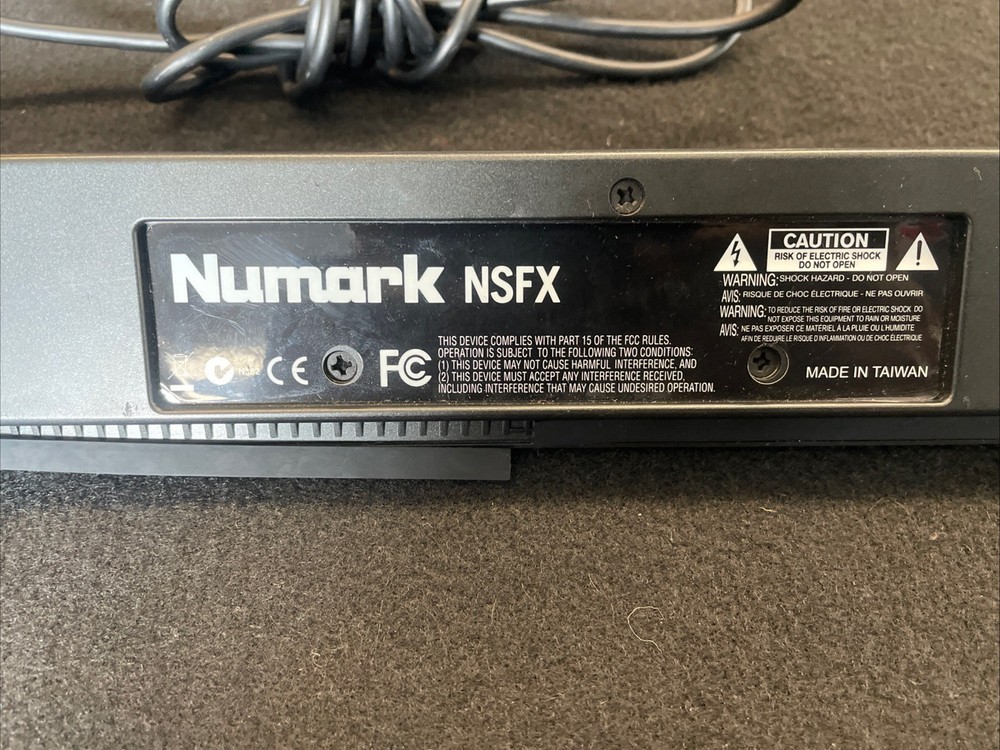 Numark NSFX
CAUTION
RISK OF ELECTRIC SHOCK
DO NOT OPEN
WARNING: SHOCK HAZARD - DO NOT OPEN
AVIS: RISQUE DE CHOC ÉLECTRIQUE - NE PAS OUVRIR
WARNING: TO REDUCE THE RISK OF FIRE OR ELECTRIC SHOCK DO
NOT EXPOSE THIS EQUIPMENT TO RAIN OR MOISTURE
AVIS: NE PAS EXPOSER CE MATÉRIEL À LA PLUIE OU L'HUMIDITE
AFIN DE REDUIRE LE RISQUE D'INFLAMMATION OU DE CHOC ÉLECTRIQUE
CE FC
THIS DEVICE COMPLIES WITH PART 15 OF THE FCC RULES.
OPERATION IS SUBJECT TO THE FOLLOWING TWO CONDITIONS:
(1) THIS DEVICE MAY NOT CAUSE HARMFUL INTERFERENCE, AND
(2) THIS DEVICE MUST ACCEPT ANY INTERFERENCE RECEIVED,
INCLUDING INTERFERENCE THAT MAY CAUSE UNDESIRED OPERATION.
MADE IN TAIWAN